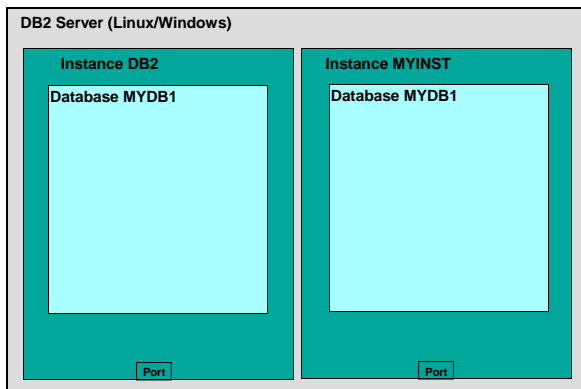 DB2 Server (Linux/Windows)
Instance DB2
Database MYDB1
Port
Instance MYINST
Database MYDB1
Port